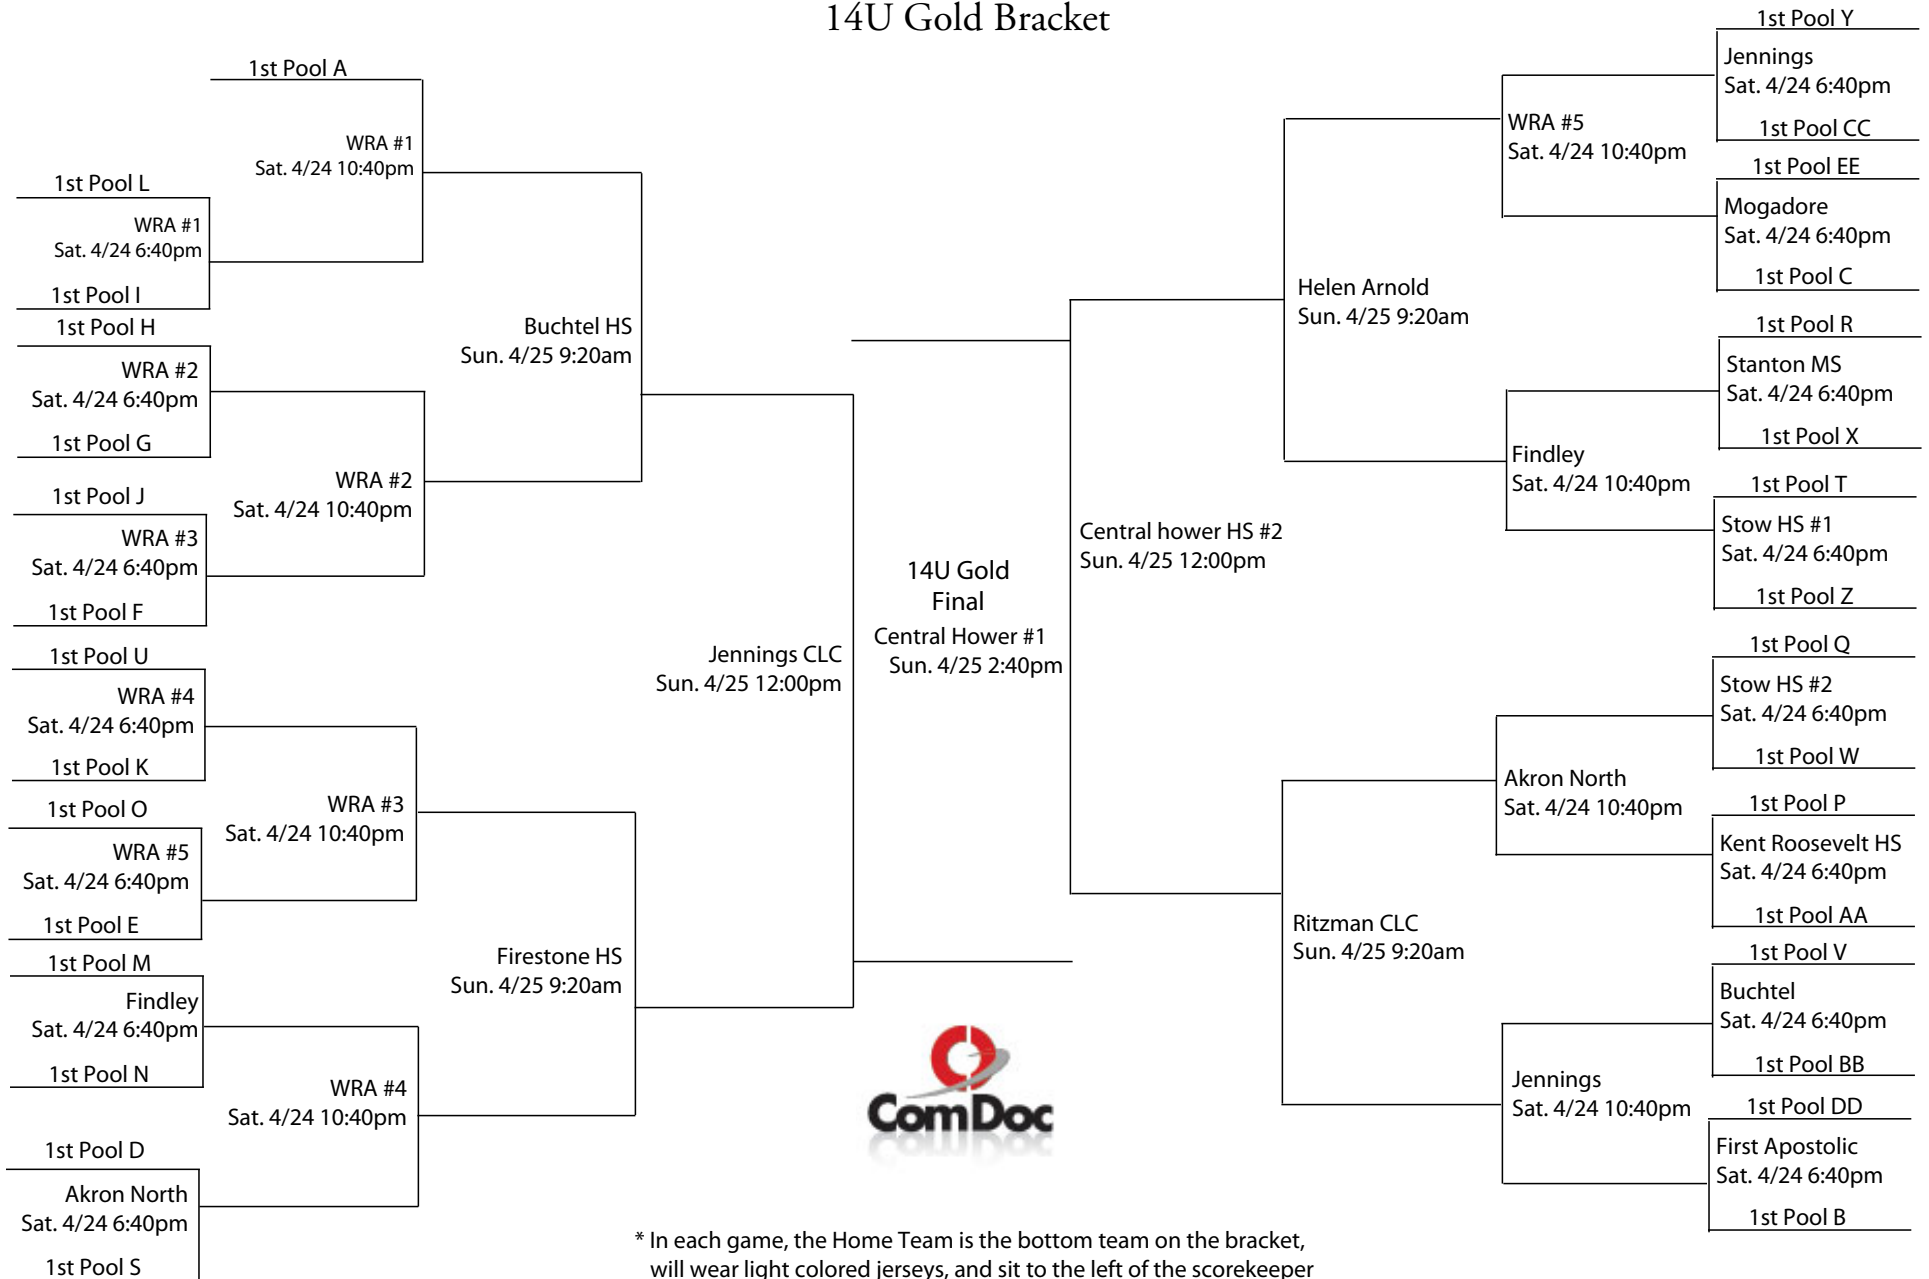 14U Gold Bracket
1st Pool A
WRA #1
Sat. 4/24 10:40pm
1st Pool L
WRA #1
Sat. 4/24 6:40pm
1st Pool I
1st Pool H
WRA #2
Sat. 4/24 6:40pm
1st Pool G
1st Pool J
WRA #3
Sat. 4/24 6:40pm
1st Pool F
WRA #2
Sat. 4/24 10:40pm
Buchtel HS
Sun. 4/25 9:20am
1st Pool U
WRA #4
Sat. 4/24 6:40pm
1st Pool K
1st Pool O
WRA #5
Sat. 4/24 6:40pm
1st Pool E
WRA #3
Sat. 4/24 10:40pm
1st Pool M
Findley
Sat. 4/24 6:40pm
1st Pool N
1st Pool D
Akron North
Sat. 4/24 6:40pm
1st Pool S
WRA #4
Sat. 4/24 10:40pm
Firestone HS
Sun. 4/25 9:20am
Jennings CLC
Sun. 4/25 12:00pm
14U Gold
Final
Central Hower #1
Sun. 4/25 2:40pm
Central hower HS #2
Sun. 4/25 12:00pm
Helen Arnold
Sun. 4/25 9:20am
WRA #5
Sat. 4/24 10:40pm
1st Pool Y
Jennings
Sat. 4/24 6:40pm
1st Pool CC
1st Pool EE
Mogadore
Sat. 4/24 6:40pm
1st Pool C
Findley
Sat. 4/24 10:40pm
1st Pool R
Stanton MS
Sat. 4/24 6:40pm
1st Pool X
1st Pool T
Stow HS #1
Sat. 4/24 6:40pm
1st Pool Z
Ritzman CLC
Sun. 4/25 9:20am
Akron North
Sat. 4/24 10:40pm
1st Pool Q
Stow HS #2
Sat. 4/24 6:40pm
1st Pool W
1st Pool P
Kent Roosevelt HS
Sat. 4/24 6:40pm
1st Pool AA
Jennings
Sat. 4/24 10:40pm
1st Pool V
Buchtel
Sat. 4/24 6:40pm
1st Pool BB
1st Pool DD
First Apostolic
Sat. 4/24 6:40pm
1st Pool B
ComDoc
* In each game, the Home Team is the bottom team on the bracket,
will wear light colored jerseys, and sit to the left of the scorekeeper